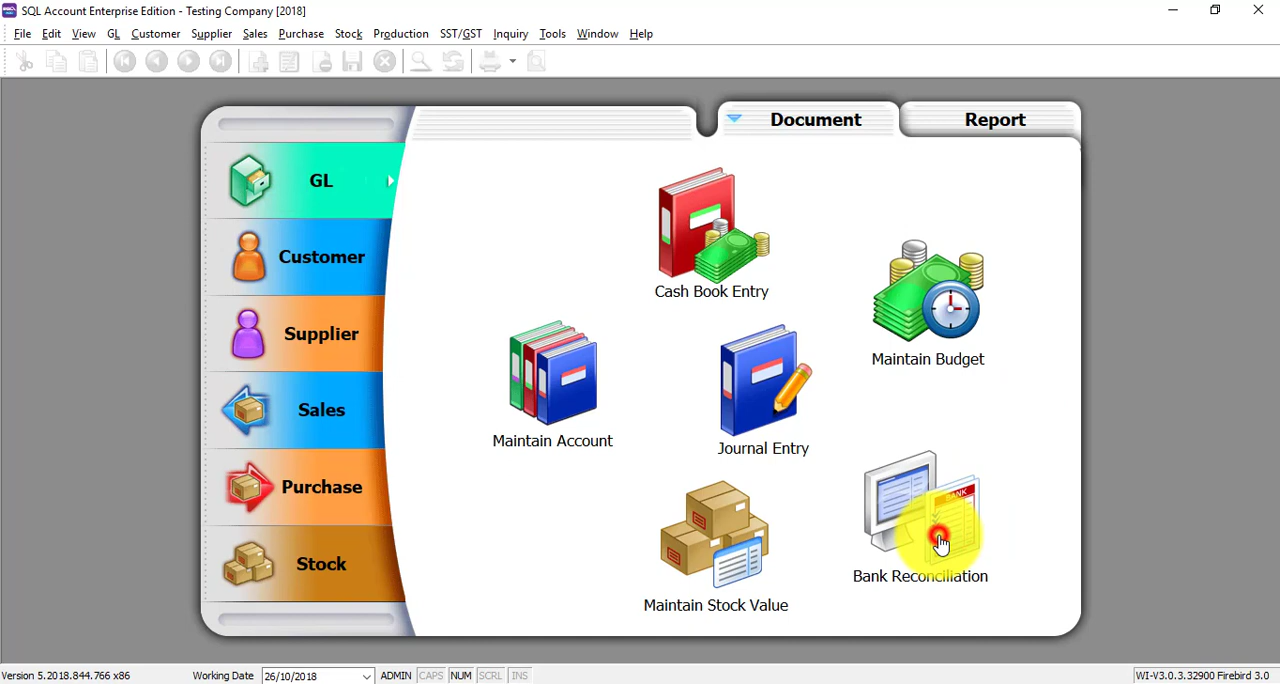 SQL Account Enterprise Edition - Testing Company [2018]
File Edit View GL Customer Supplier Sales Purchase Stock Production SST/GST Inquiry Tools Window Help
Document Report
GL
Customer
Supplier
Sales
Purchase
Stock
Cash Book Entry
Maintain Budget
Maintain Account
Journal Entry
BANK
Bank Reconciliation
Maintain Stock Value
Version 5.2018.844.766 x86 Working Date 26/10/2018 ADMIN CAPS NUM SCRL INS WI-V3.0.3.32900 Firebird 3.0